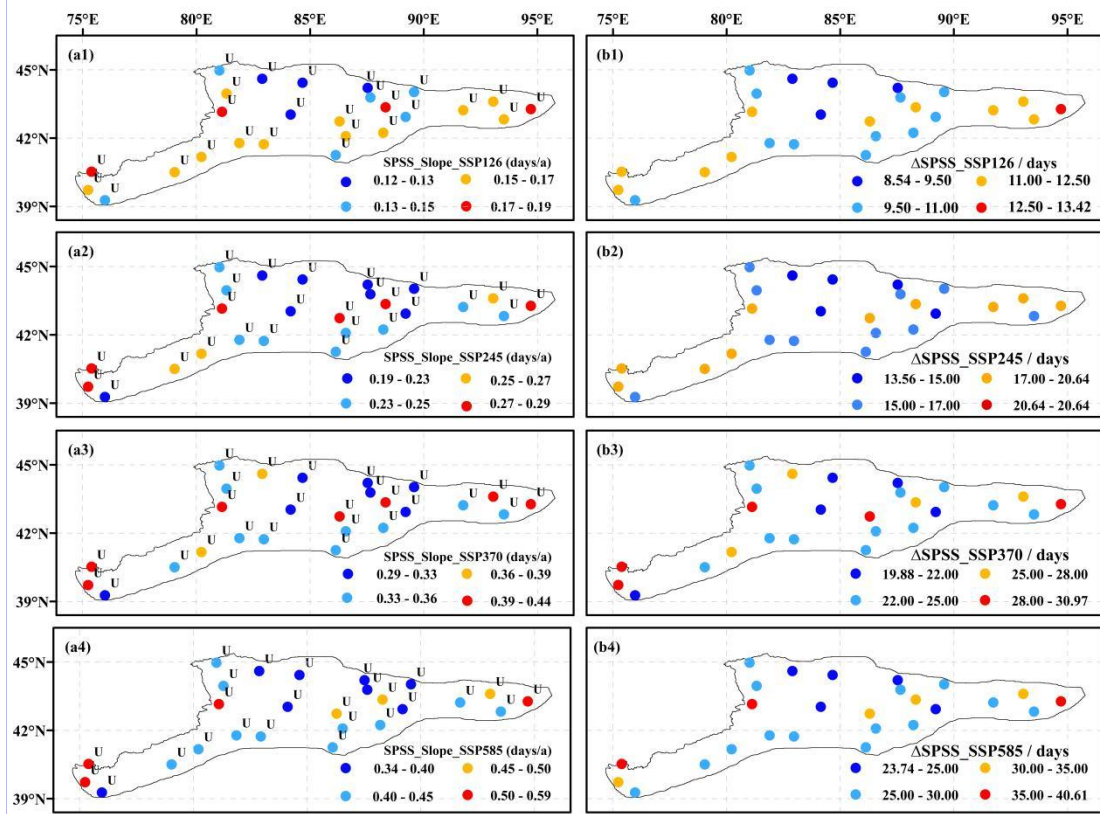 75°E 80°E 85°E 90°E 95°E 75°E 80°E 85°E 90°E 95°E
(a1)
45°N
42°N
39°N
U U U U U U U U U U U U U U U U U U
SPSS_Slope_SSP126 (days/a)
0.12 - 0.13 0.15 - 0.17
0.13 - 0.15 0.17 - 0.19
(b1)
ΔSPSS_SSP126 / days
8.54 - 9.50 11.00 - 12.50
9.50 - 11.00 12.50 - 13.42
(a2)
45°N
42°N
39°N
U U U U U U U U U U U U U U U U U U
SPSS_Slope_SSP245 (days/a)
0.19 - 0.23 0.25 - 0.27
0.23 - 0.25 0.27 - 0.29
(b2)
ΔSPSS_SSP245 / days
13.56 - 15.00 17.00 - 20.64
15.00 - 17.00 20.64 - 20.64
(a3)
45°N
42°N
39°N
U U U U U U U U U U U U U U U U U U
SPSS_Slope_SSP370 (days/a)
0.29 - 0.33 0.36 - 0.39
0.33 - 0.36 0.39 - 0.44
(b3)
ΔSPSS_SSP370 / days
19.88 - 22.00 25.00 - 28.00
22.00 - 25.00 28.00 - 30.97
(a4)
45°N
42°N
39°N
U U U U U U U U U U U U U U U U U U
SPSS_Slope_SSP585 (days/a)
0.34 - 0.40 0.45 - 0.50
0.40 - 0.45 0.50 - 0.59
(b4)
ΔSPSS_SSP585 / days
23.74 - 25.00 30.00 - 35.00
25.00 - 30.00 35.00 - 40.61